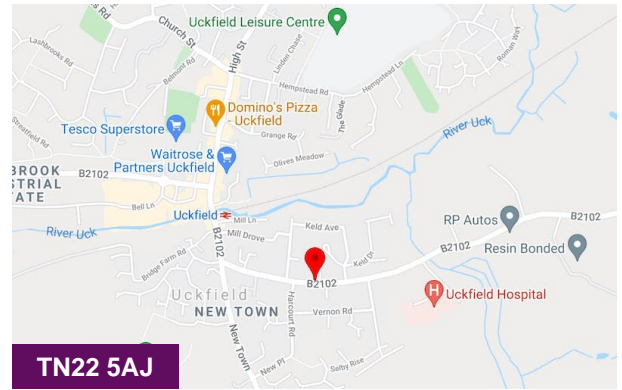 Uckfield Leisure Centre
Church Rd
Lashbrooks Rd
Belmont Rd
High St
Linden Chase
Roman Way
Hempstead Rd
Hempstead Ln
The Glade
Domino's Pizza
- Uckfield
Streatfield Rd
Tesco Superstore
Grange Rd
River Uck
Waitrose &
Partners Uckfield
Olives Meadow
BROOK
STRIAL
ATE
B2102
Bell Ln
Uckfield
Mill Ln
Keld Ave
RP Autos
B2102
River Uck
Mill Drove
B2102
B2102
Resin Bonded
Bridge Farm Rd
Keld Dr
B2102
Uckfield
NEW TOWN
Harcourt Rd
Vernon Rd
H
Uckfield Hospital
New Town
New Pl
Selby Rise
TN22 5AJ